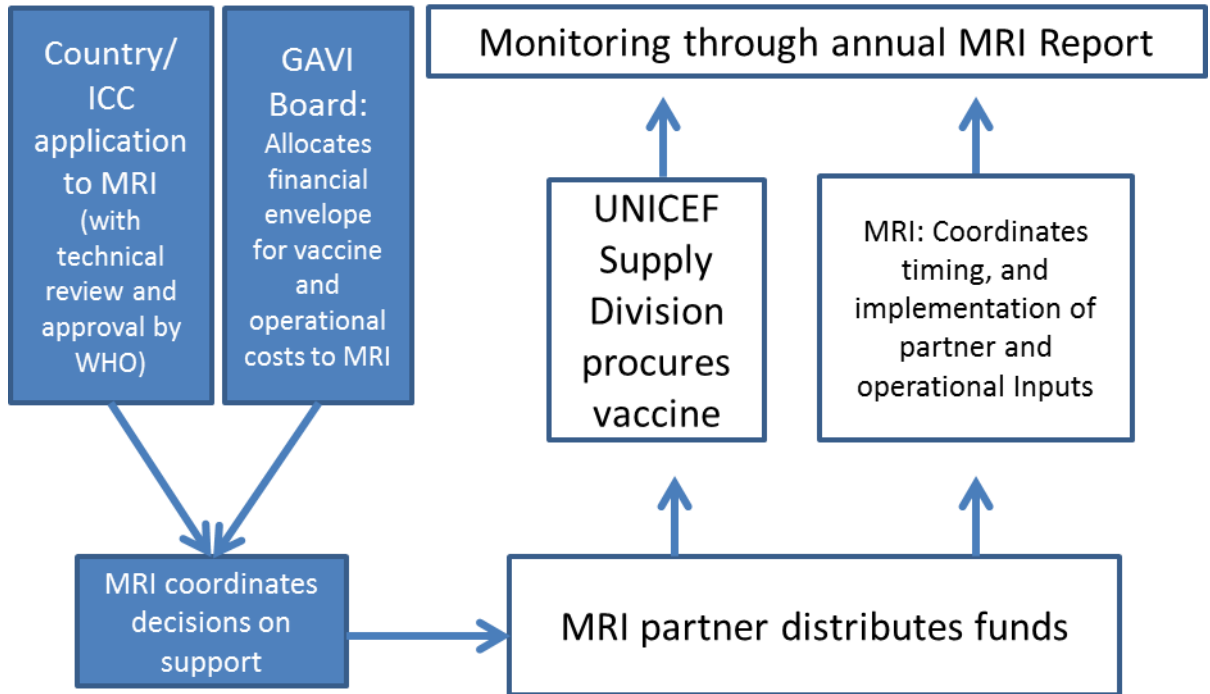 Country/
ICC
application
to MRI
(with
technical
review and
approval by
WHO)
GAVI
Board:
Allocates
financial
envelope
for vaccine
and
operational
costs to MRI
Monitoring through annual MRI Report
UNICEF
Supply
Division
procures
vaccine
MRI: Coordinates
timing, and
implementation of
partner and
operational Inputs
MRI coordinates
decisions on
support
MRI partner distributes funds